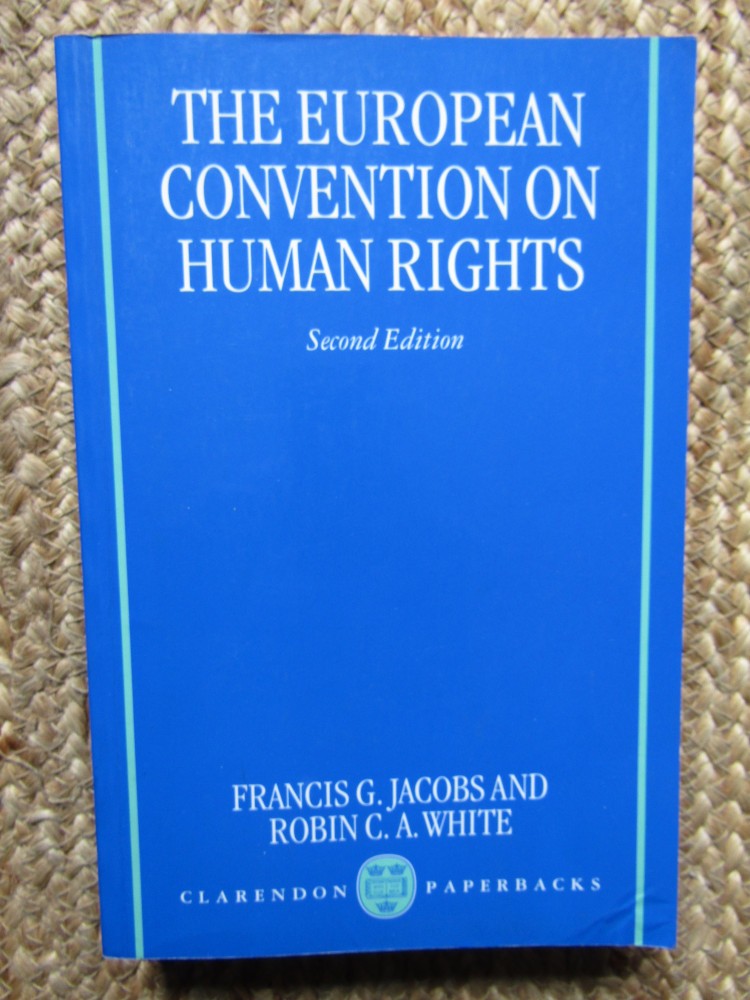 THE EUROPEAN
CONVENTION ON
HUMAN RIGHTS
Second Edition
FRANCIS G. JACOBS AND
ROBIN C. A. WHITE
CLARENDON PAPERBACKS